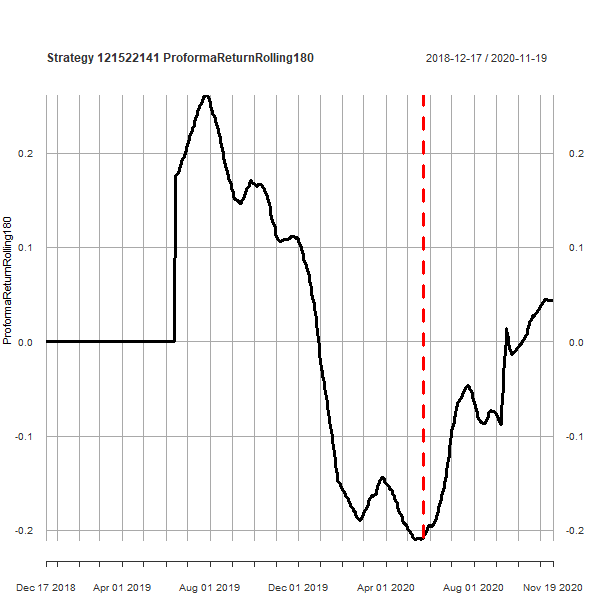 Strategy 121522141 ProformaReturnRolling180
2018-12-17 / 2020-11-19
ProformaReturnRolling180
0.2
0.1
0.0
-0.1
-0.2
0.2
0.1
0.0
-0.1
-0.2
Dec 17 2018
Apr 01 2019
Aug 01 2019
Dec 01 2019
Apr 01 2020
Aug 01 2020
Nov 19 2020